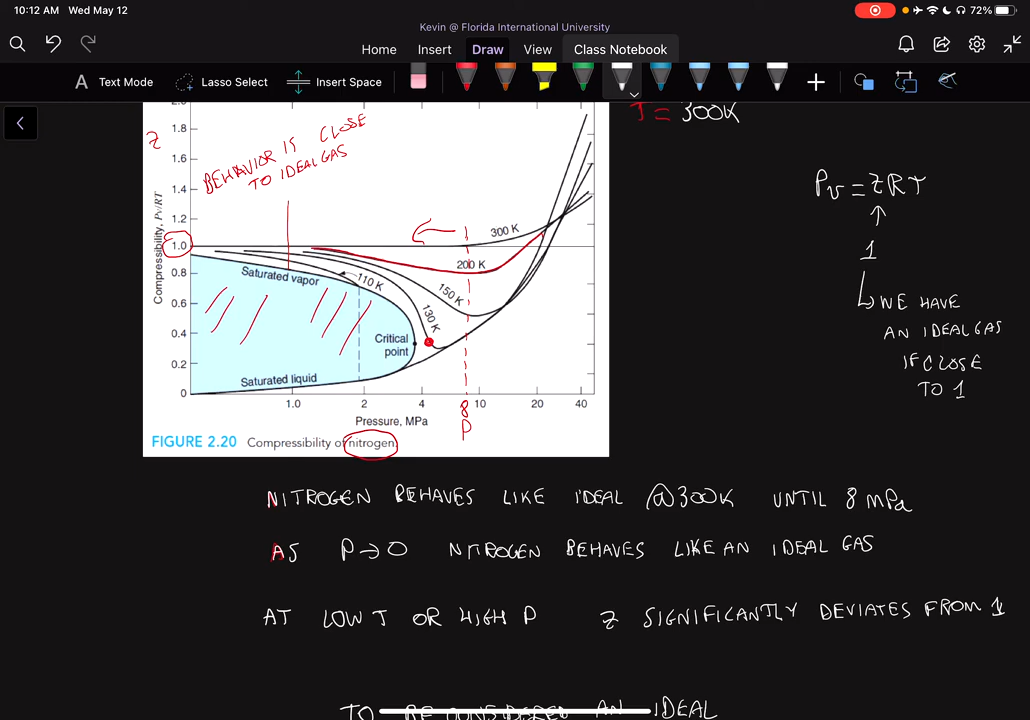 10:12 AM Wed May 12
72%
Kevin @ Florida International University
Home Insert Draw View Class Notebook
Text Mode Lasso Select Insert Space
T = 300K
2.0
1.8
1.6
1.4
1.2
1.0
0.8
0.6
0.4
0.2
0
Z
Compressibility, Pv/RT
BEHAVIOR IS CLOSE
TO IDEAL GAS
300 K
200 K
150 K
130 K
110 K
Saturated vapor
Critical
point
Saturated liquid
1.0 2 4 8 10 20 40
Pressure, MPa
P
FIGURE 2.20 Compressibility of nitrogen.
Pv = ZRT
1
WE HAVE
AN IDEAL GAS
IF CLOSE
TO 1
NITROGEN BEHAVES LIKE IDEAL @300K UNTIL 8 MPa
AS P→0 NITROGEN BEHAVES LIKE AN IDEAL GAS
AT LOW T OR HIGH P Z SIGNIFICANTLY DEVIATES FROM 1
TO BE CONSIDERED AN IDEAL